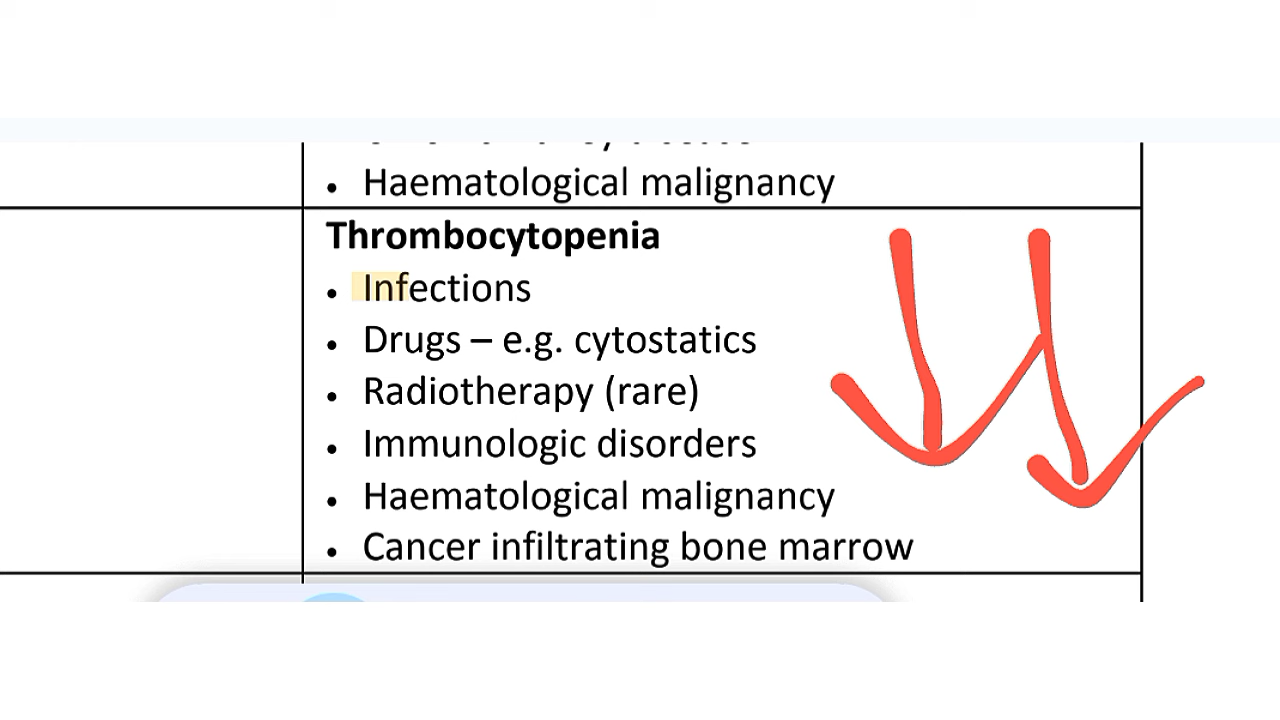 • Haematological malignancy
Thrombocytopenia
• Infections
• Drugs – e.g. cytostatics
• Radiotherapy (rare)
• Immunologic disorders
• Haematological malignancy
• Cancer infiltrating bone marrow